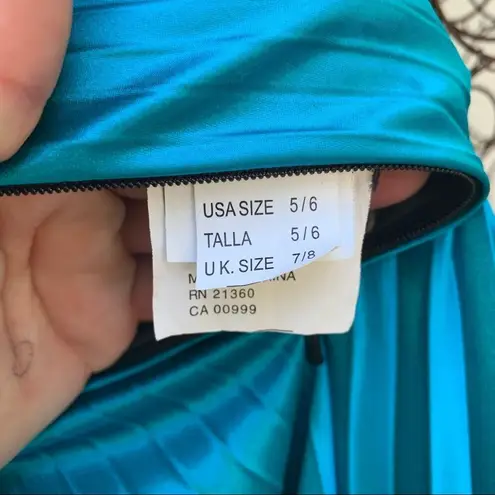 USA SIZE 5/6
TALLA 5/6
U K. SIZE 7/8
RN 21360
CA 00999